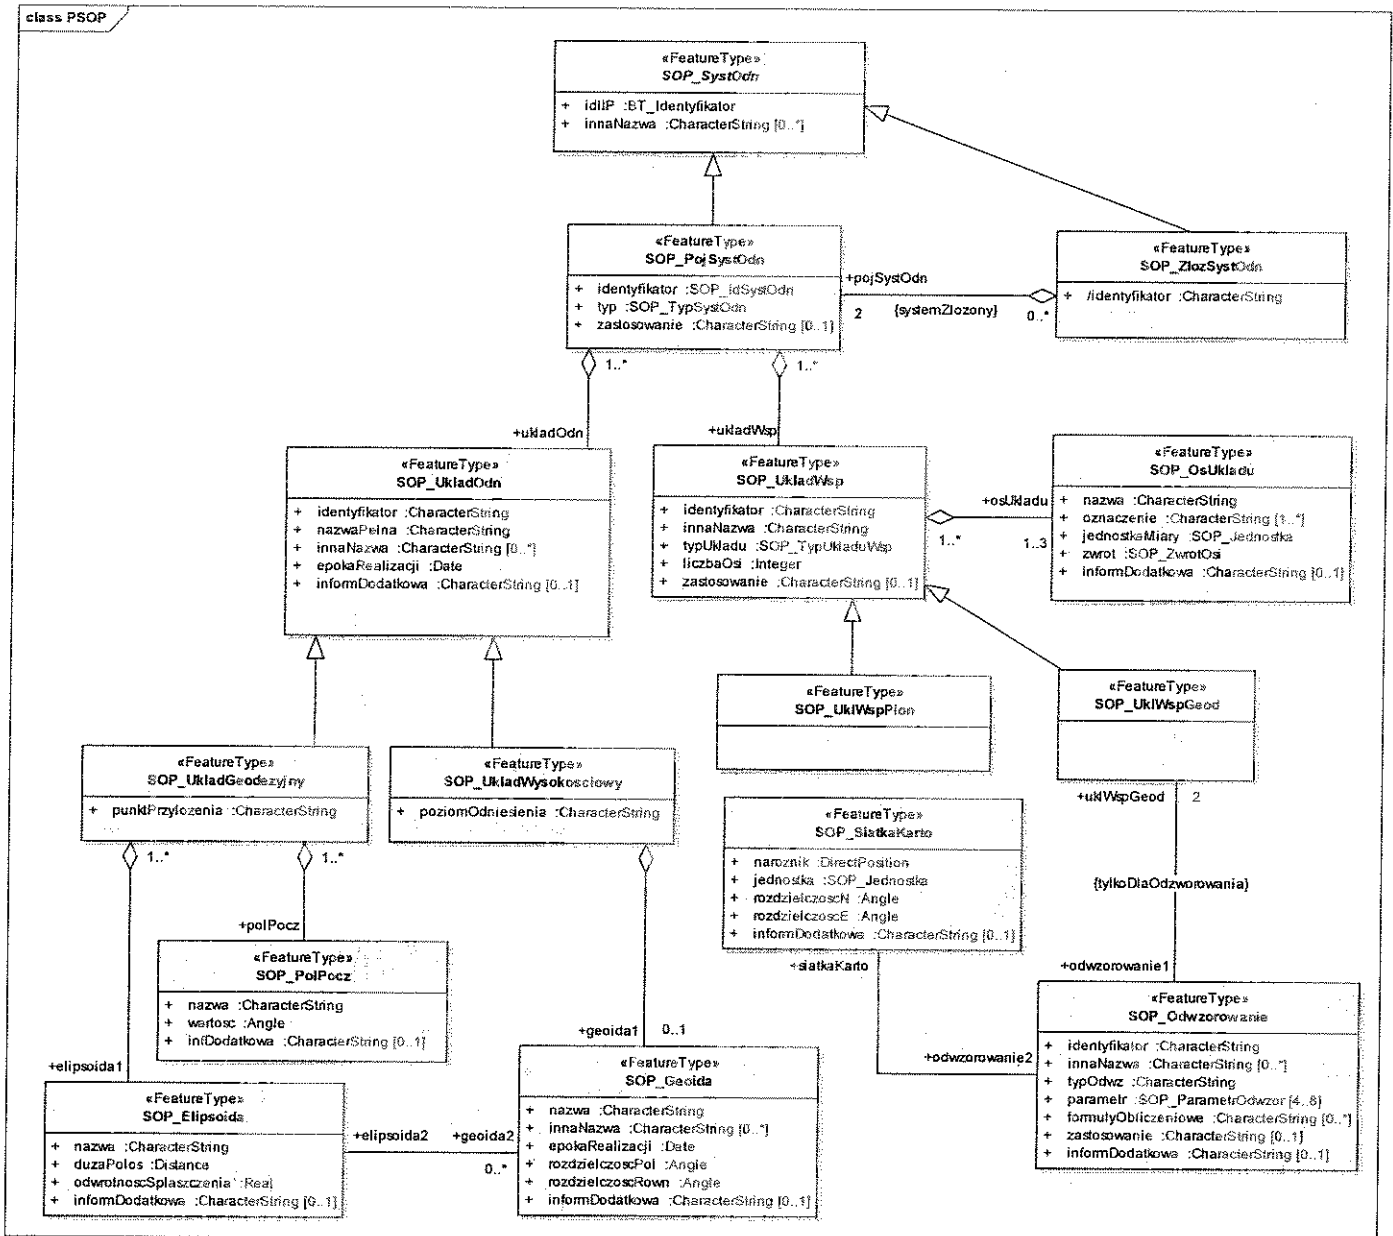 class PSOP
«FeatureType»
SOP_SystOdn
+ idIIP :BT_Identyfikator
+ innaNazwa :CharacterString [0..*]
«FeatureType»
SOP_PojSystOdn
+ identyfikator :SOP_idSystOdn
+ typ :SOP_TypSystOdn
+ zastosowanie :CharacterString [0..1]
+pojSystOdn
2
{systemZlozony}
0..*
«FeatureType»
SOP_ZlozSystOdn
+ /identyfikator :CharacterString
1..*
1..*
+ukladOdn
+ukladWsp
«FeatureType»
SOP_UkladOdn
+ identyfikator :CharacterString
+ nazwaPelna :CharacterString
+ innaNazwa :CharacterString [0..*]
+ epokaRealizacji :Date
+ informDodatkowa :CharacterString [0..1]
«FeatureType»
SOP_UkladWsp
+ identyfikator :CharacterString
+ innaNazwa :CharacterString
+ typUkladu :SOP_TypUkladuWsp
+ liczbaOsi :Integer
+ zastosowanie :CharacterString [0..1]
+osUkladu
1..*
1..3
«FeatureType»
SOP_OsUkladu
+ nazwa :CharacterString
+ oznaczenie :CharacterString [1..*]
+ jednostkaMiary :SOP_Jednostka
+ zwrot :SOP_ZwrotOsi
+ informDodatkowa :CharacterString [0..1]
«FeatureType»
SOP_UklWspPion
«FeatureType»
SOP_UklWspGeod
«FeatureType»
SOP_UkladGeodezyjny
+ punktPrzylozenia :CharacterString
«FeatureType»
SOP_UkladWysokosciowy
+ poziomOdniesienia :CharacterString
+uklWspGeod
2
«FeatureType»
SOP_SiatkaKarto
+ naroznik :DirectPosition
+ jednostka :SOP_Jednostka
+ rozdzielczoscN :Angle
+ rozdzielczoscE :Angle
+ informDodatkowa :CharacterString [0..1]
1..*
1..*
{tylkoDlaOdzworowania}
+polPocz
«FeatureType»
SOP_PolPocz
+ nazwa :CharacterString
+ wartosc :Angle
+ infDodatkowa :CharacterString [0..1]
+siatkaKarto
+odwzorowanie1
+geoida1
0..1
+odwzorowanie2
«FeatureType»
SOP_Odwzorowanie
+ identyfikator :CharacterString
+ innaNazwa :CharacterString [0..*]
+ typOdwz :CharacterString
+ parametr :SOP_ParametrOdwzor [4..8]
+ formulyObliczeniowe :CharacterString [0..*]
+ zastosowanie :CharacterString [0..1]
+ informDodatkowa :CharacterString [0..1]
+elipsoida1
«FeatureType»
SOP_Elipsoida
+ nazwa :CharacterString
+ duzaPolos :Distance
+ odwrotnoscSplaszczenia :Real
+ informDodatkowa :CharacterString [0..1]
+elipsoida2
+geoida2
0..*
«FeatureType»
SOP_Geoida
+ nazwa :CharacterString
+ innaNazwa :CharacterString [0..*]
+ epokaRealizacji :Date
+ rozdzielczoscPol :Angle
+ rozdzielczoscRown :Angle
+ informDodatkowa :CharacterString [0..1]